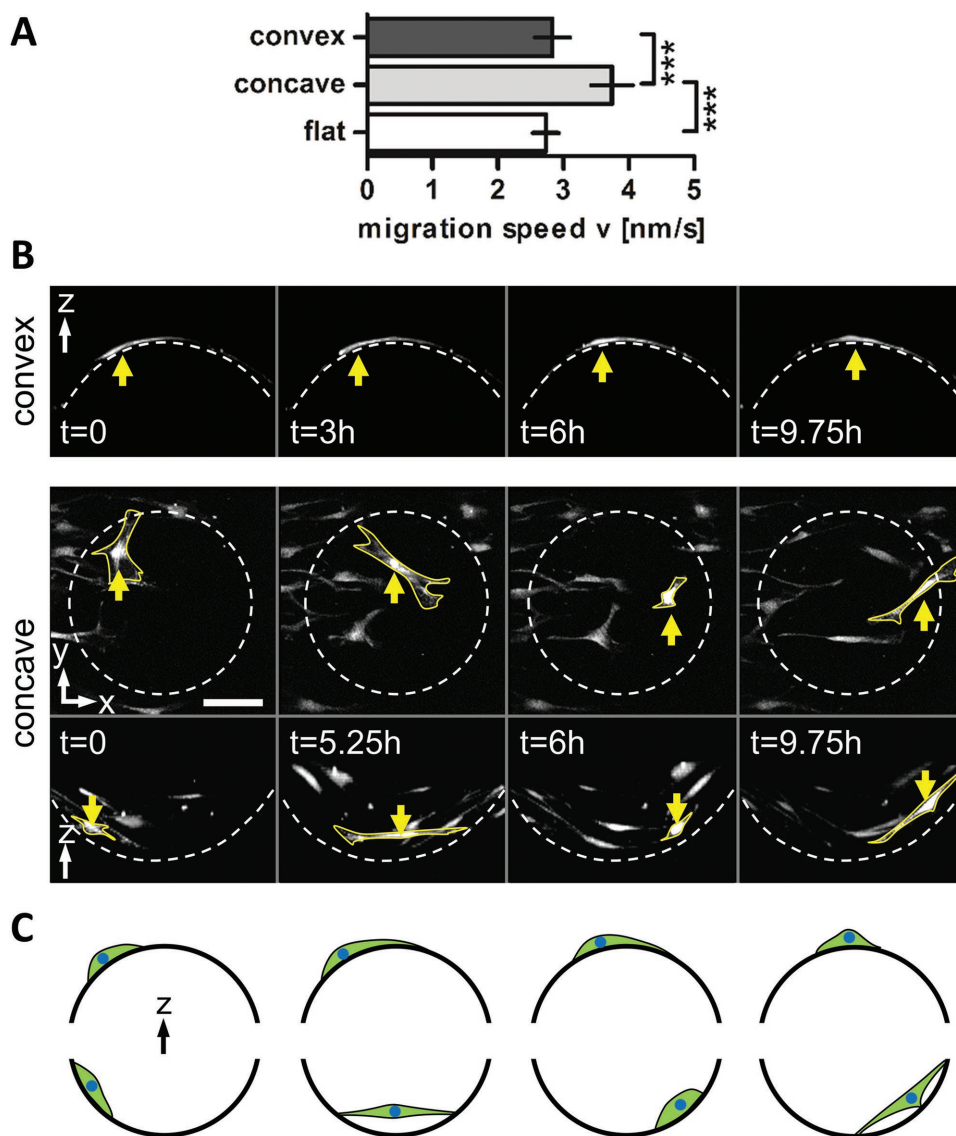 A
convex
concave
flat
***
***
0 1 2 3 4 5
migration speed v [nm/s]
B
convex
z
t=0
t=3h
t=6h
t=9.75h
concave
y
x
t=0
t=5.25h
t=6h
t=9.75h
z
C
z